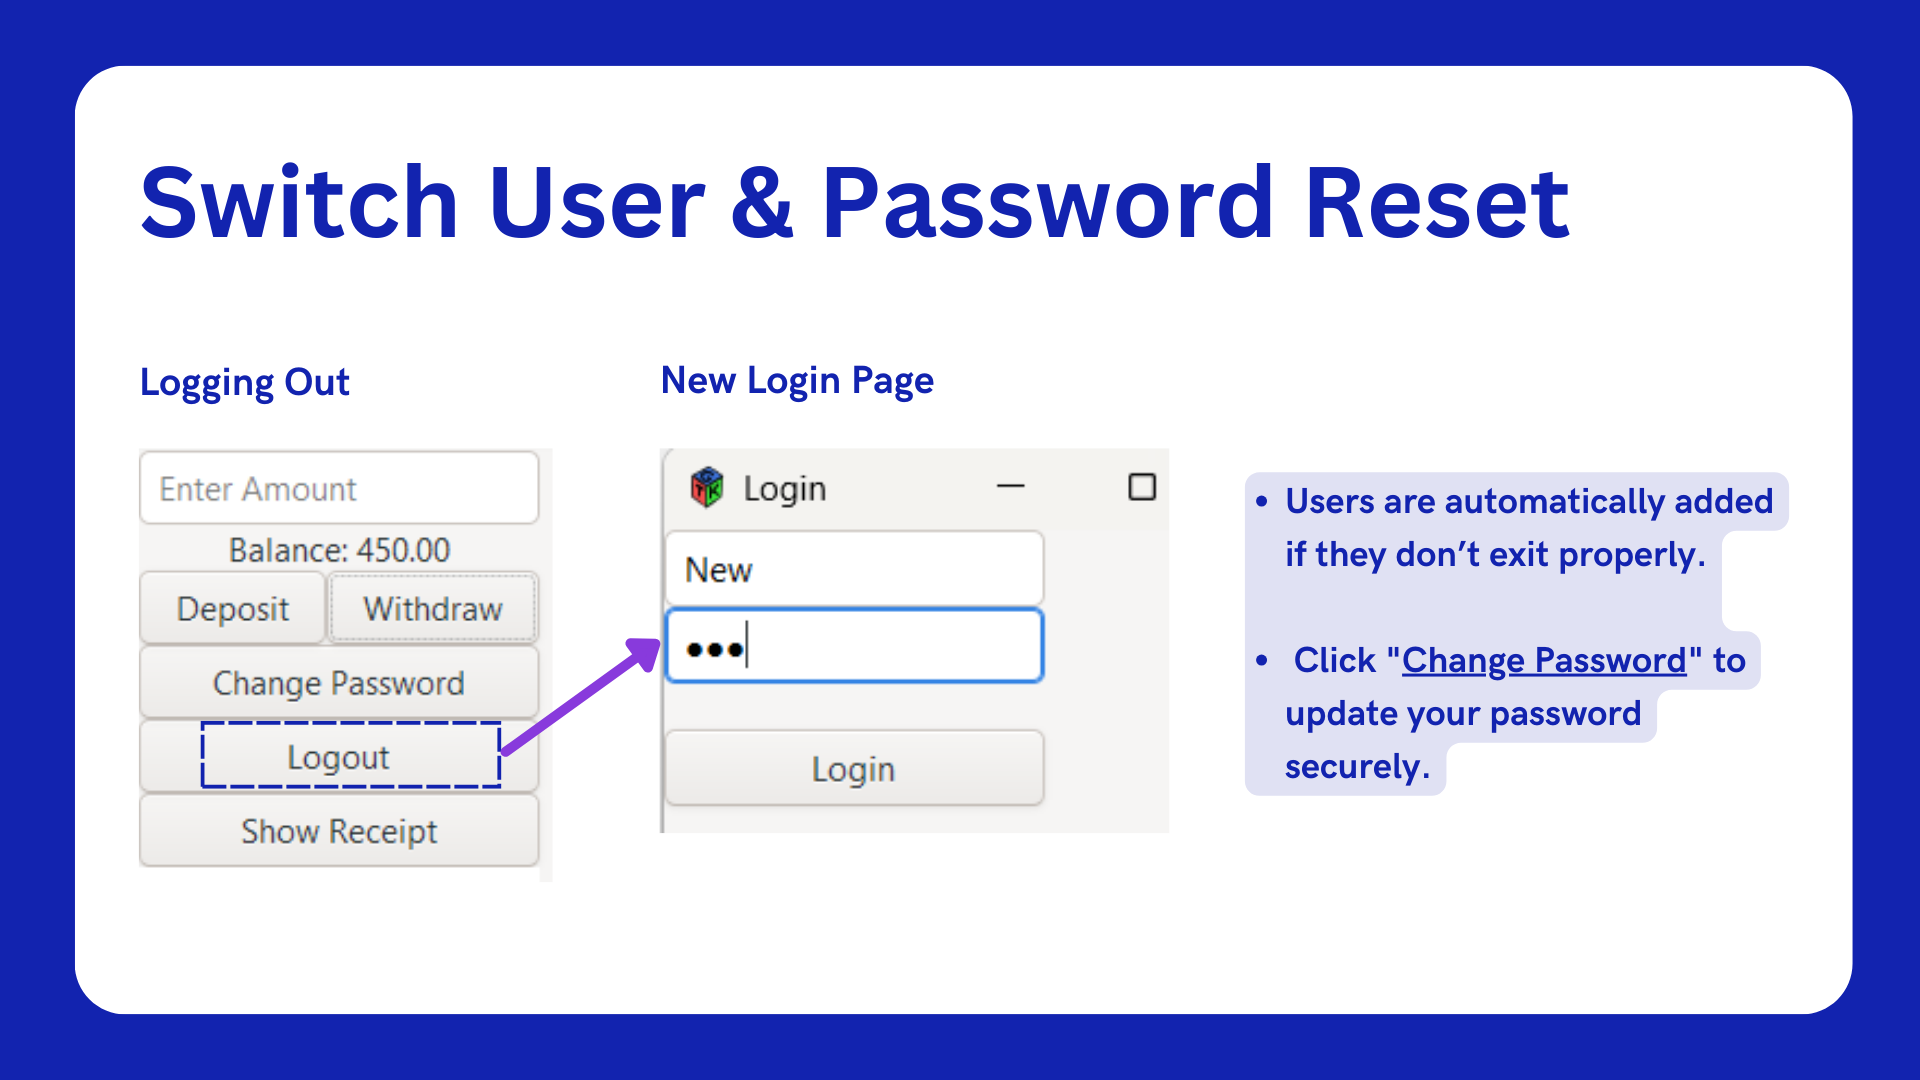 Switch User & Password Reset
Logging Out
Enter Amount
Balance: 450.00
Deposit
Withdraw
Change Password
Logout
Show Receipt
New Login Page
GTK
Login
New
•••
Login
• Users are automatically added
if they don’t exit properly.
• Click "Change Password" to
update your password
securely.